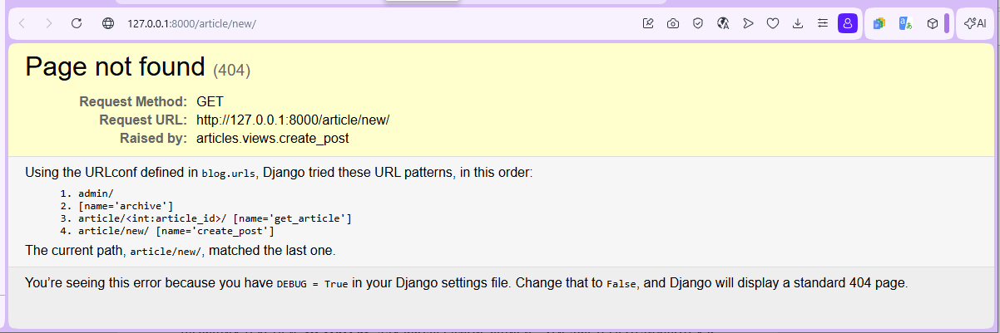 127.0.0.1:8000/article/new/
AI
Page not found (404)
Request Method: GET
Request URL: http://127.0.0.1:8000/article/new/
Raised by: articles.views.create_post
Using the URLconf defined in blog.urls, Django tried these URL patterns, in this order:
1. admin/
2. [name='archive']
3. article/<int:article_id>/ [name='get_article']
4. article/new/ [name='create_post']
The current path, article/new/, matched the last one.
You’re seeing this error because you have DEBUG = True in your Django settings file. Change that to False, and Django will display a standard 404 page.